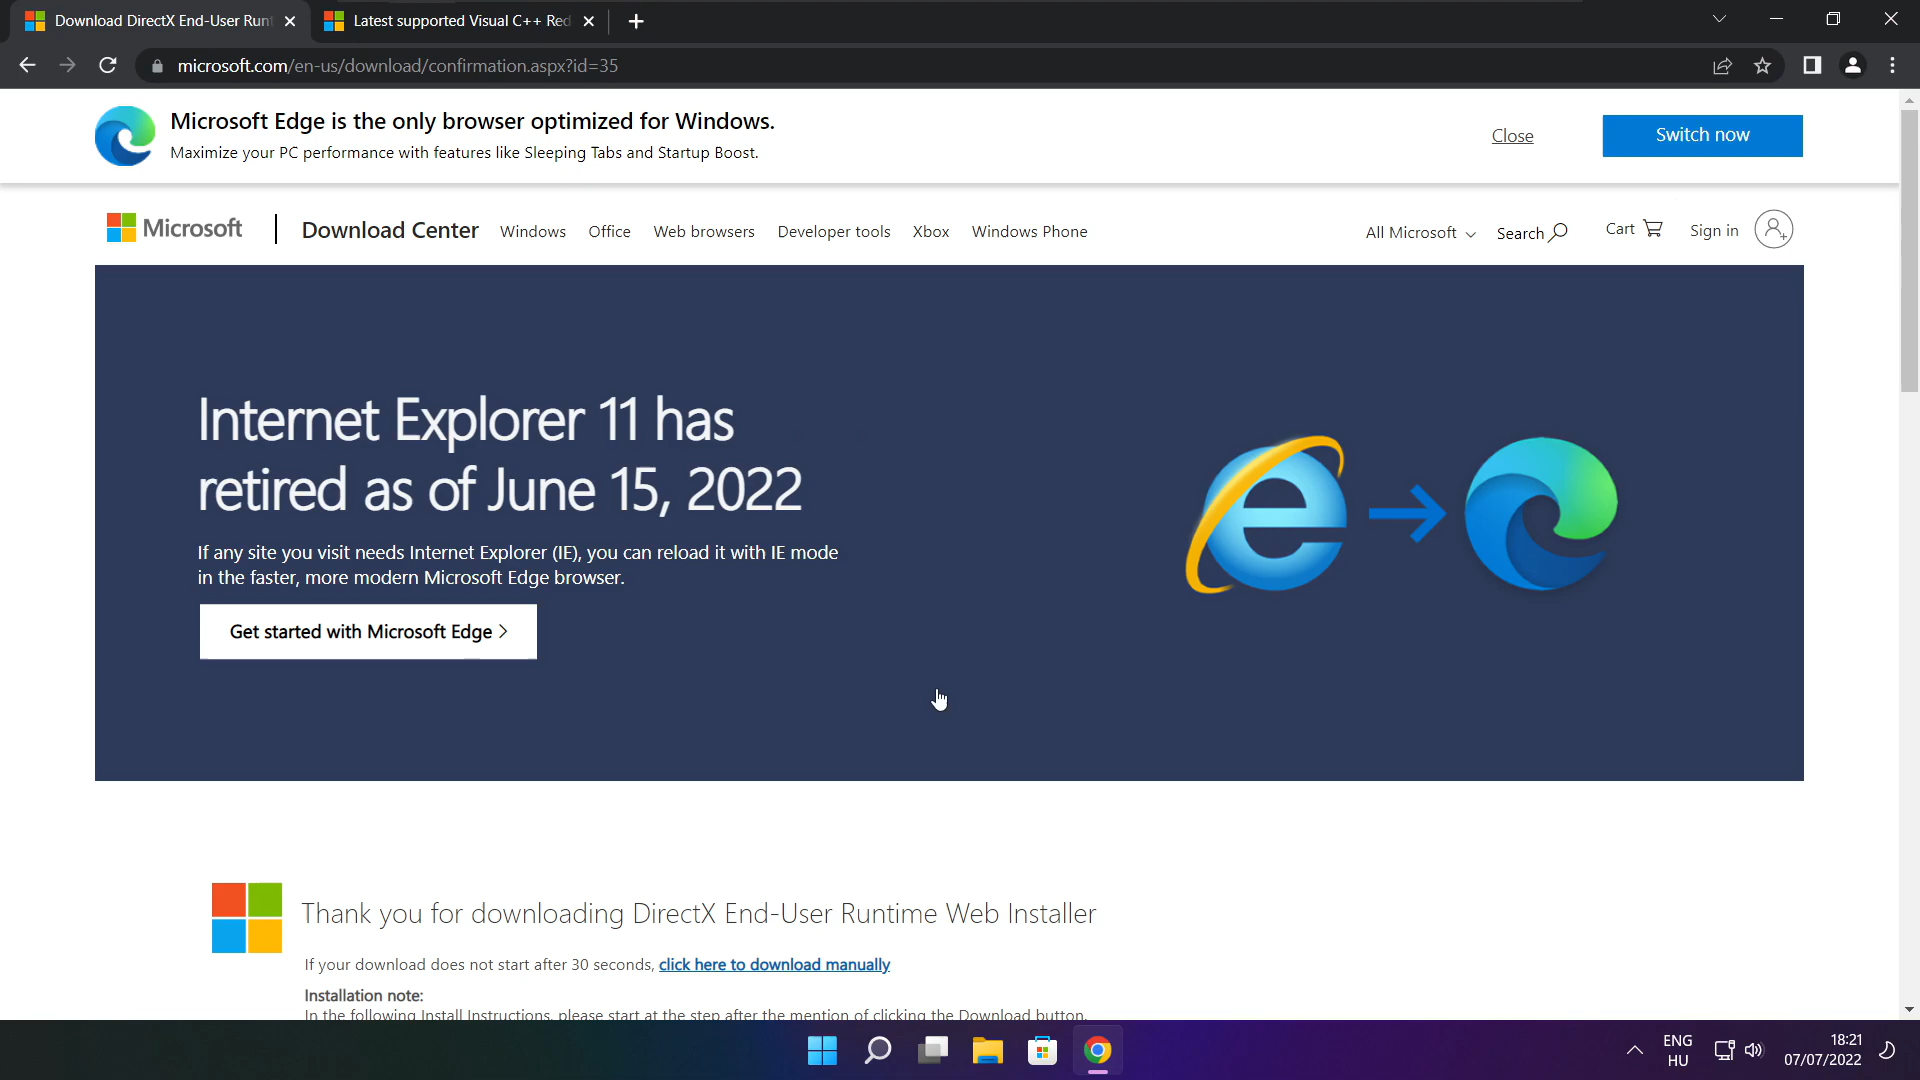 Download DirectX End-User Runt
Latest supported Visual C++ Red
microsoft.com/en-us/download/confirmation.aspx?id=35
Microsoft Edge is the only browser optimized for Windows.
Maximize your PC performance with features like Sleeping Tabs and Startup Boost.
Close
Switch now
Microsoft
Download Center
Windows
Office
Web browsers
Developer tools
Xbox
Windows Phone
All Microsoft
Search
Cart
Sign in
Internet Explorer 11 has
retired as of June 15, 2022
If any site you visit needs Internet Explorer (IE), you can reload it with IE mode
in the faster, more modern Microsoft Edge browser.
Get started with Microsoft Edge >
Thank you for downloading DirectX End-User Runtime Web Installer
If your download does not start after 30 seconds, click here to download manually
Installation note:
In the following Install Instructions, please start at the step after the mention of clicking the Download button.
ENG
HU
18:21
07/07/2022